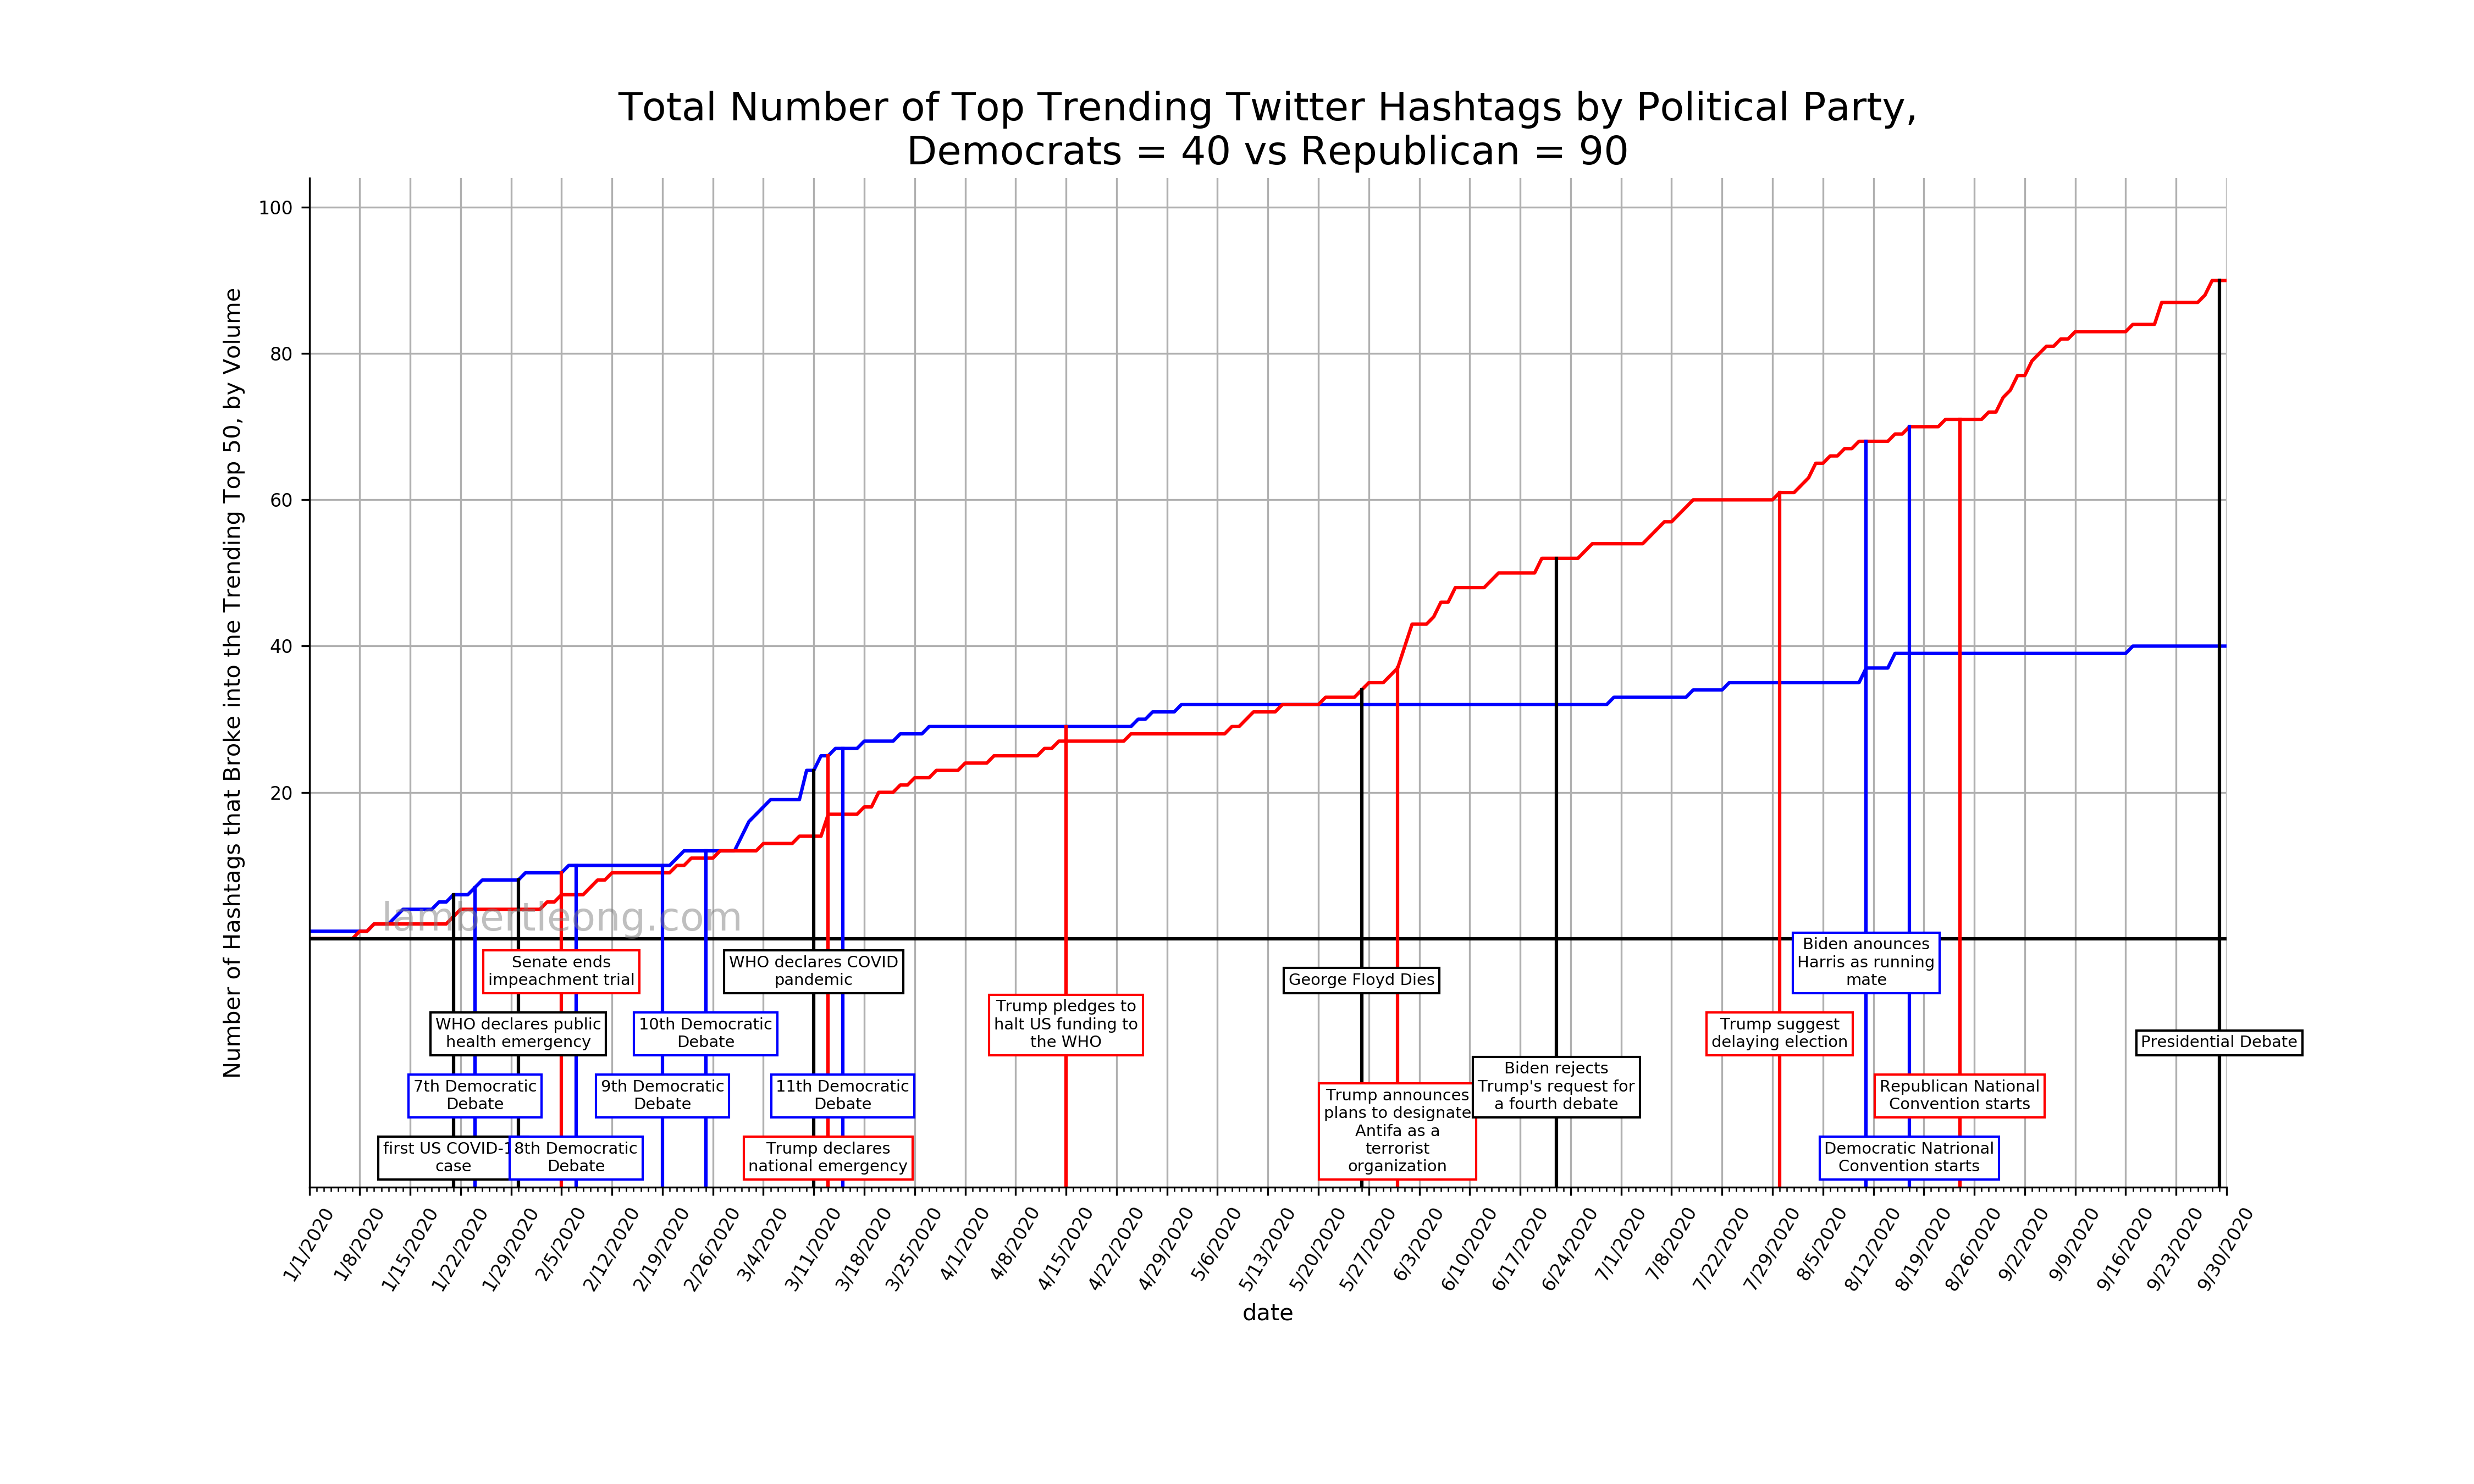 Total Number of Top Trending Twitter Hashtags by Political Party,
Democrats = 40 vs Republican = 90
Number of Hashtags that Broke into the Trending Top 50, by Volume
100
80
60
40
20
lambertleong.com
Senate ends
impeachment trial
WHO declares COVID
pandemic
George Floyd Dies
Biden anounces
Harris as running
mate
WHO declares public
health emergency
10th Democratic
Debate
Trump pledges to
halt US funding to
the WHO
Trump suggest
delaying election
Presidential Debate
7th Democratic
Debate
9th Democratic
Debate
11th Democratic
Debate
Trump announces
plans to designate
Antifa as a
terrorist
organization
Biden rejects
Trump's request for
a fourth debate
Republican National
Convention starts
first US COVID-1
case
8th Democratic
Debate
Trump declares
national emergency
Democratic Natrional
Convention starts
1/1/2020
1/8/2020
1/15/2020
1/22/2020
1/29/2020
2/5/2020
2/12/2020
2/19/2020
2/26/2020
3/4/2020
3/11/2020
3/18/2020
3/25/2020
4/1/2020
4/8/2020
4/15/2020
4/22/2020
4/29/2020
5/6/2020
5/13/2020
5/20/2020
5/27/2020
6/3/2020
6/10/2020
6/17/2020
6/24/2020
7/1/2020
7/8/2020
7/22/2020
7/29/2020
8/5/2020
8/12/2020
8/19/2020
8/26/2020
9/2/2020
9/9/2020
9/16/2020
9/23/2020
9/30/2020
date